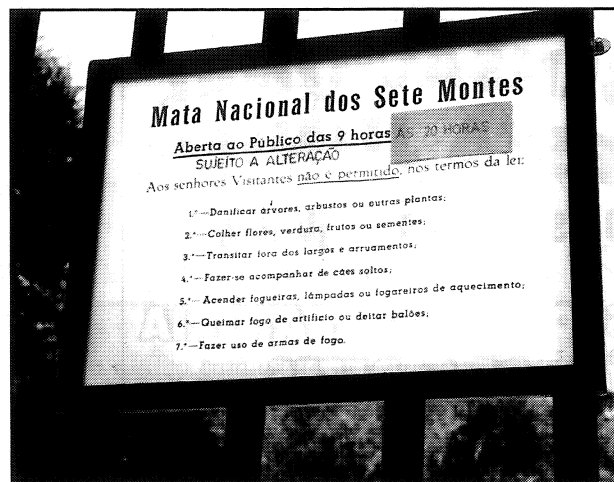 Mata Nacional dos Sete Montes
Aberta ao Público das 9 horas ÀS 20 HORAS
SUJEITO A ALTERAÇÃO
Aos senhores Visitantes não é permitido, nos termos da lei:
1.º—Danificar árvores, arbustos ou outras plantas;
2.º—Colher flores, verdura, frutos ou sementes;
3.º—Transitar fora dos largos e arruamentos;
4.º—Fazer-se acompanhar de cães soltos;
5.º—Acender fogueiras, lâmpadas ou fogareiros de aquecimento;
6.º—Queimar fogo de artifício ou deitar balões;
7.º—Fazer uso de armas de fogo.